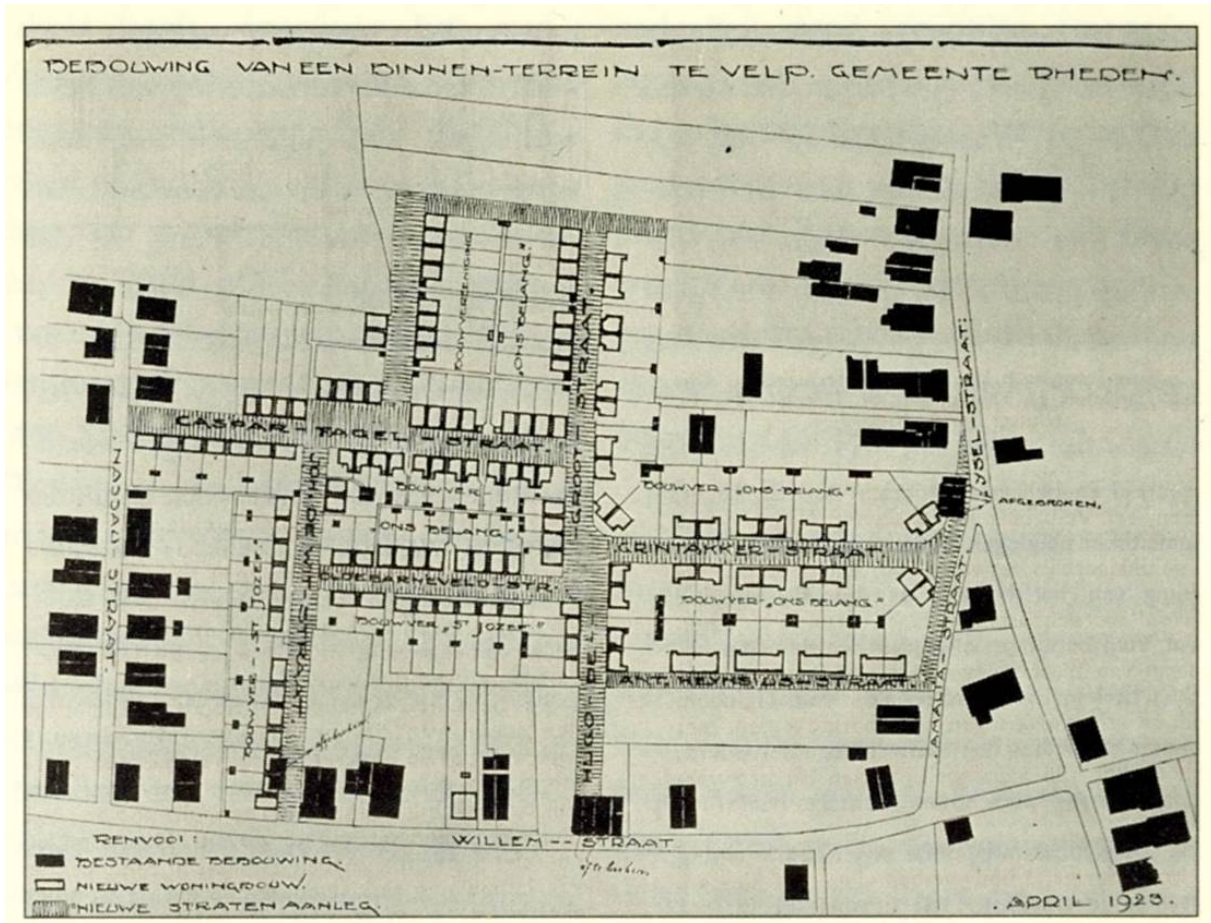 BEBOUWING VAN EEN BINNEN-TERREIN TE VELP. GEMEENTE RHEDEN.
BOUWVEREENIGING
„ONS BELANG".
CASPAR - FAGEL - STRAAT.
HUGO DE GROOT - STRAAT.
IJSEL - STRAAT:
NASSAU STRAAT.
BOUWVER-
„ONS BELANG"
BOUWVER- „ONS-BELANG"
AFGEBROKEN.
GRINTAKKER - STRAAT
BOUWVER- „ONS BELANG."
OLDEBARNEVELD - STR.
BOUWVER „ST JOZEF."
BOUWVER- „ST JOZEF"
ANT. HEYNSIUS - STRAAT.
AMALIA - STRAAT
WILLEM - STRAAT
RENVOOI:
BESTAANDE BEBOUWING.
NIEUWE WONINGBOUW.
NIEUWE STRATEN AANLEG.
APRIL 1923.